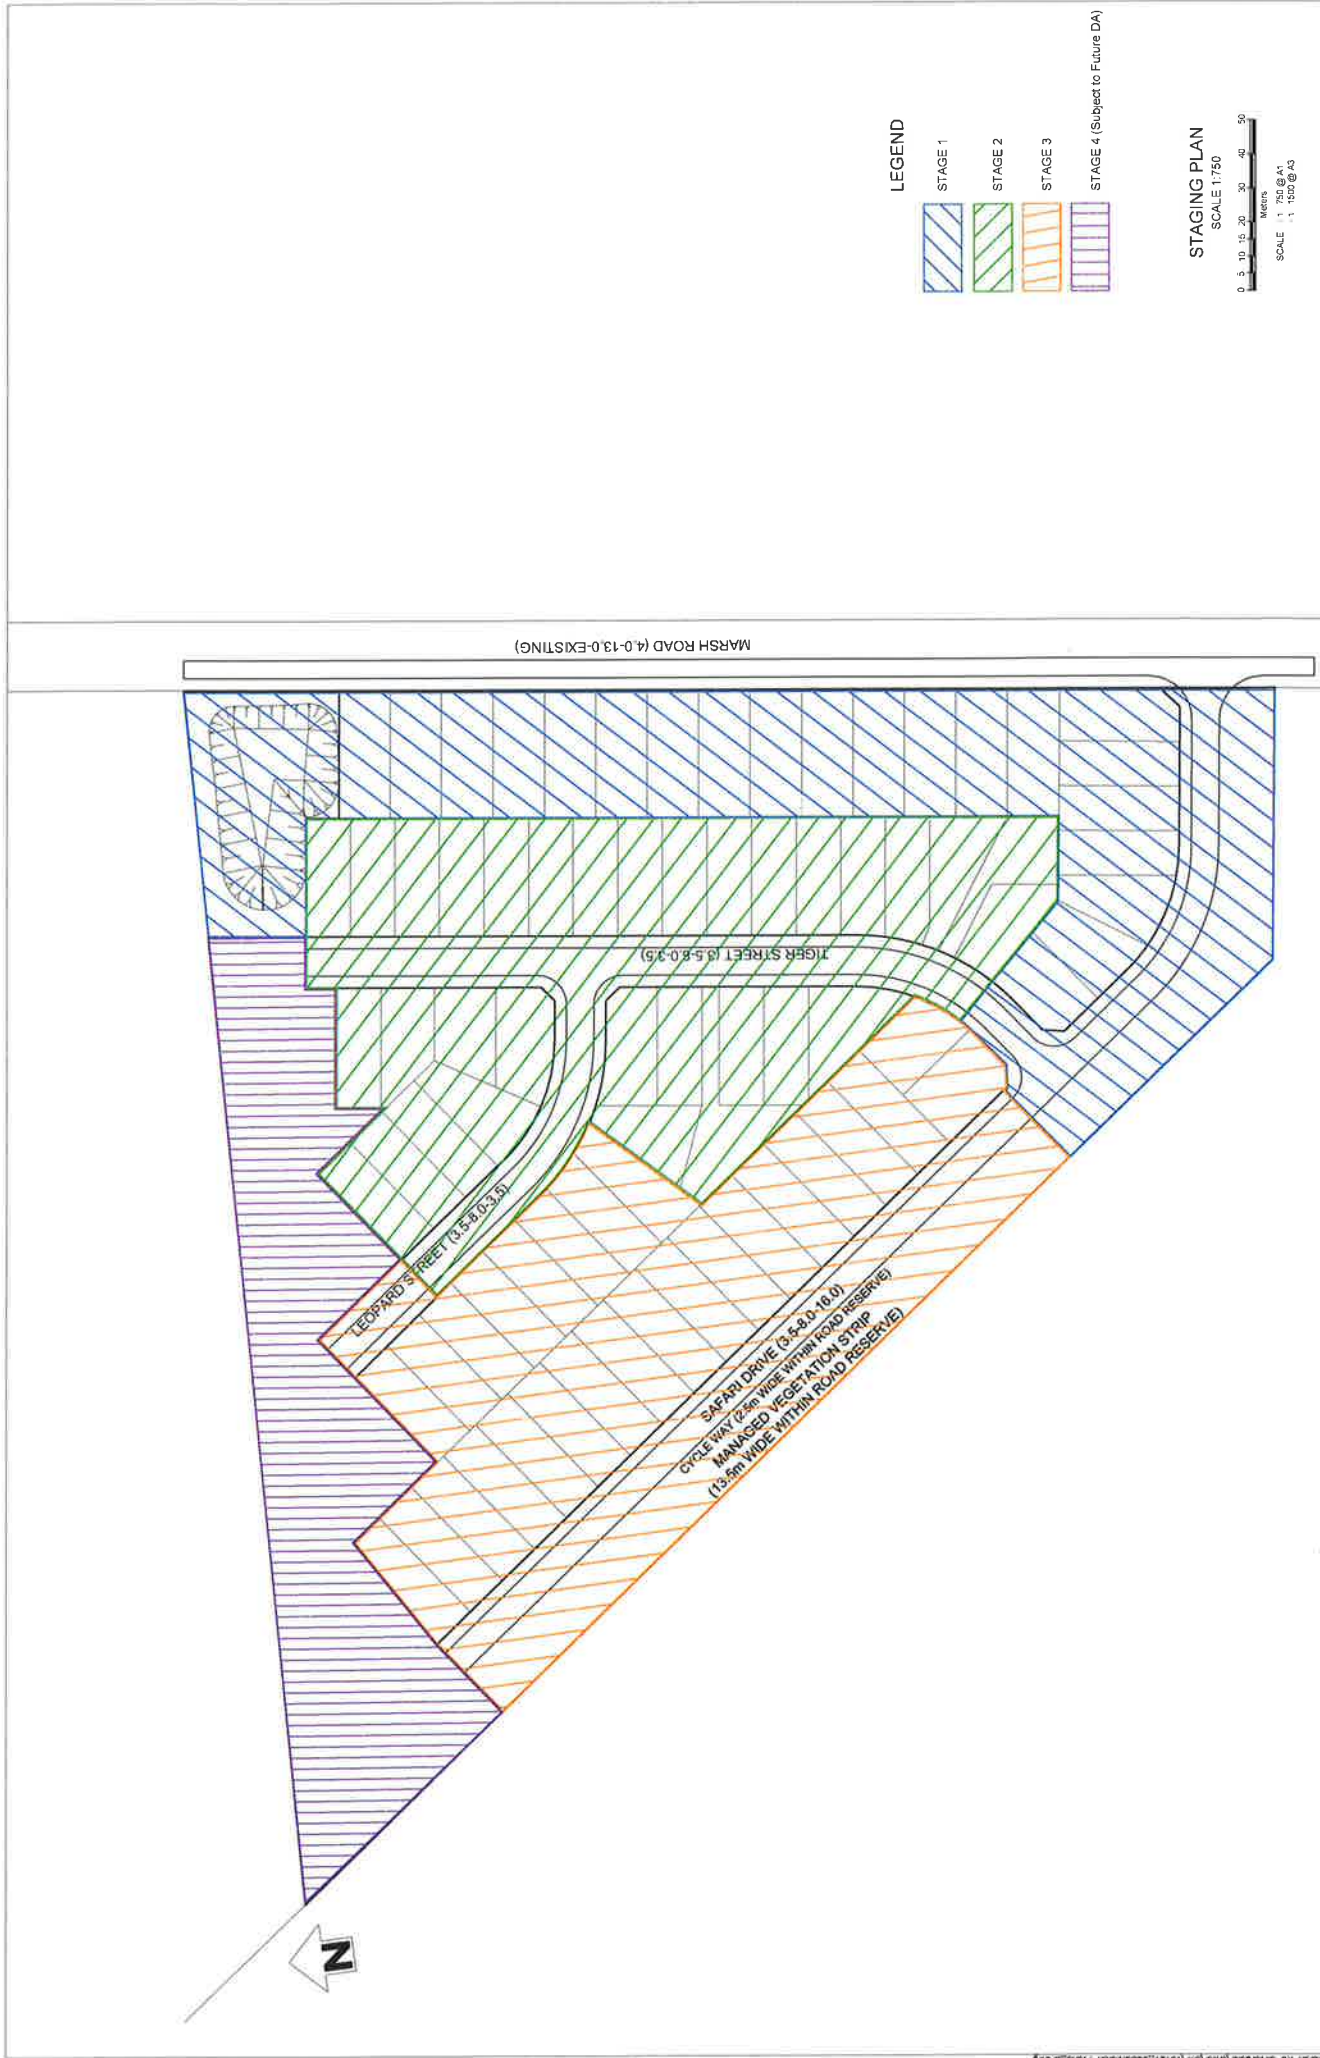 LEGEND
STAGE 1
STAGE 2
STAGE 3
STAGE 4 (Subject to Future DA)
STAGING PLAN
SCALE 1:750
0 5 10 15 20 30 40 50
Meters
SCALE 1 750 @ A1
1 1500 @ A3
MARSH ROAD (4.0-13.0-EXISTING)
TIGER STREET (3.5-8.0-3.5)
LEOPARD STREET (3.5-8.0-3.5)
SAFARI DRIVE (3.5-8.0-16.0)
CYCLE WAY (2.5m WIDE WITHIN ROAD RESERVE)
MANAGED VEGETATION STRIP
(13.5m WIDE WITHIN ROAD RESERVE)
N